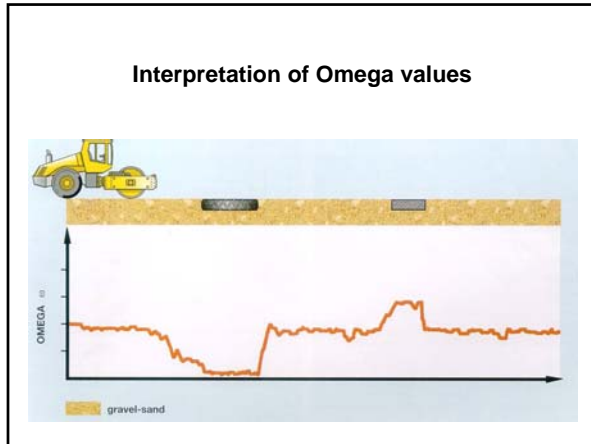 Interpretation of Omega values
OMEGA ω
gravel-sand